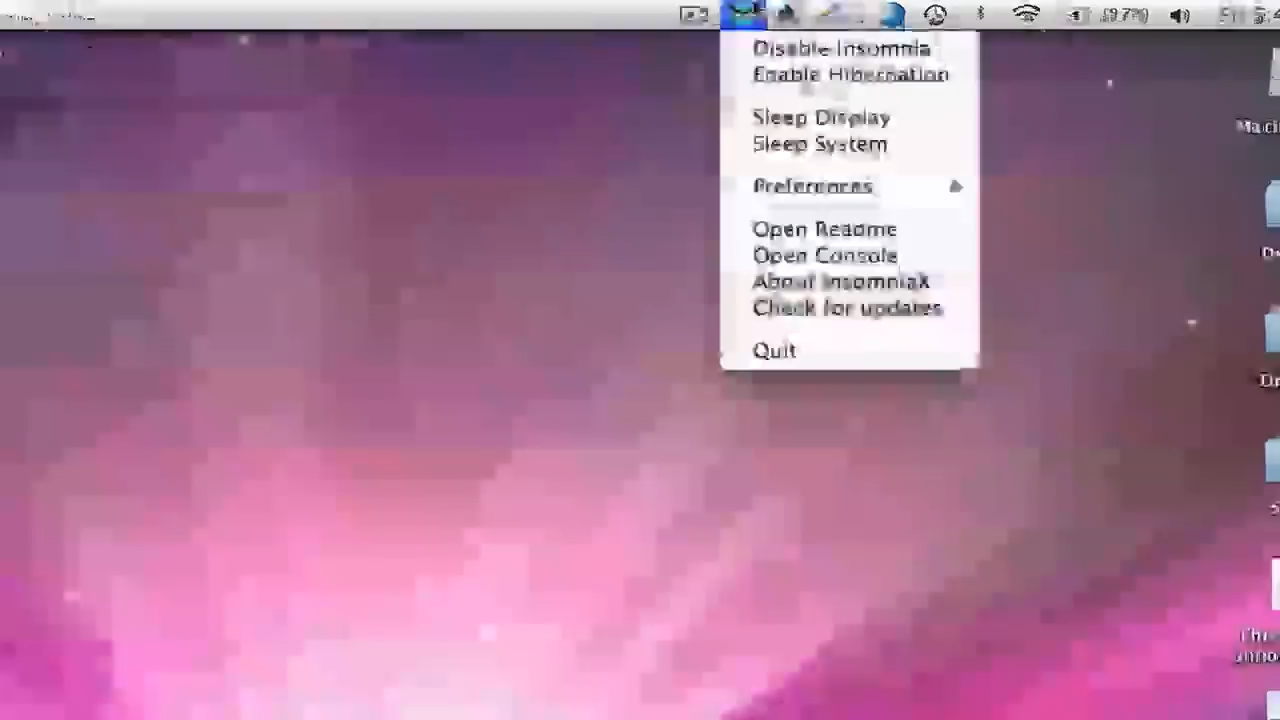 Disable Insomnia
Enable Hibernation
Sleep Display
Sleep System
Preferences
Open Readme
Open Console
About InsomniaX
Check for updates
Quit